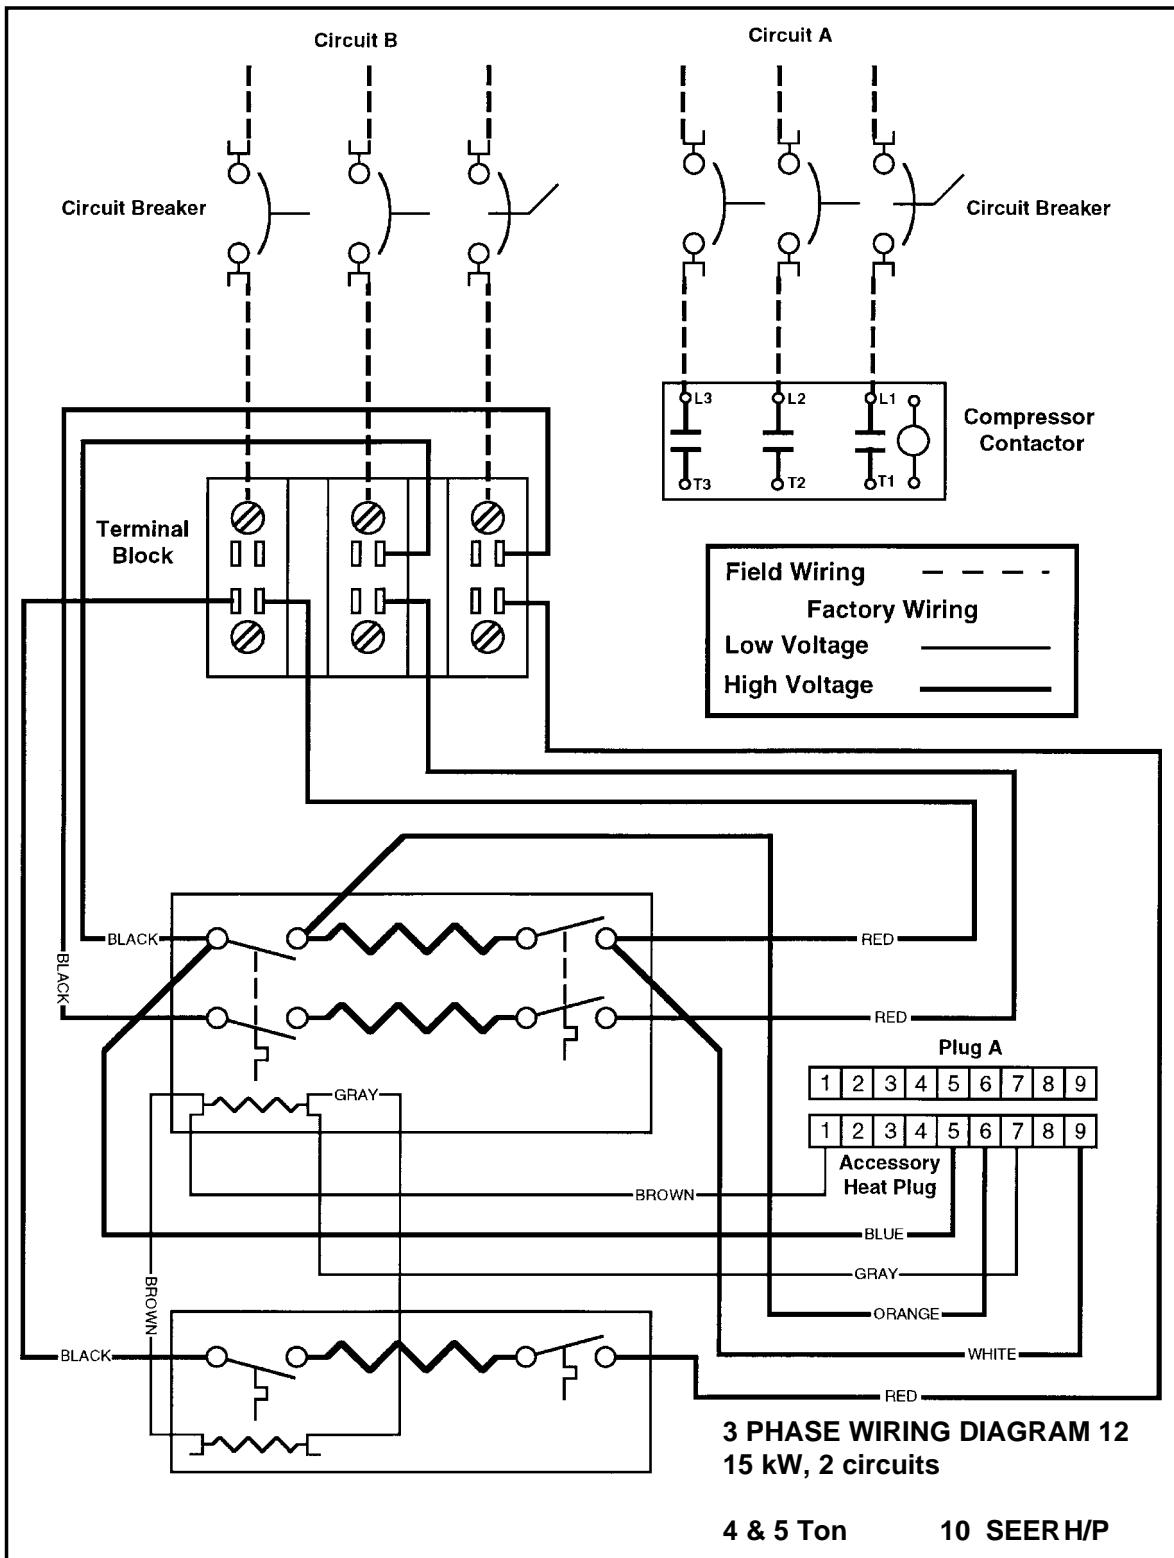 Circuit B
Circuit A
Circuit Breaker
Circuit Breaker
L3
L2
L1
T3
T2
T1
Compressor
Contactor
Terminal
Block
Field Wiring
Factory Wiring
Low Voltage
High Voltage
BLACK
RED
BLACK
RED
Plug A
1 2 3 4 5 6 7 8 9
GRAY
1 2 3 4 5 6 7 8 9
Accessory
Heat Plug
BROWN
BLUE
GRAY
BROWN
ORANGE
BLACK
WHITE
RED
3 PHASE WIRING DIAGRAM 12
15 kW, 2 circuits
4 & 5 Ton 10 SEER H/P